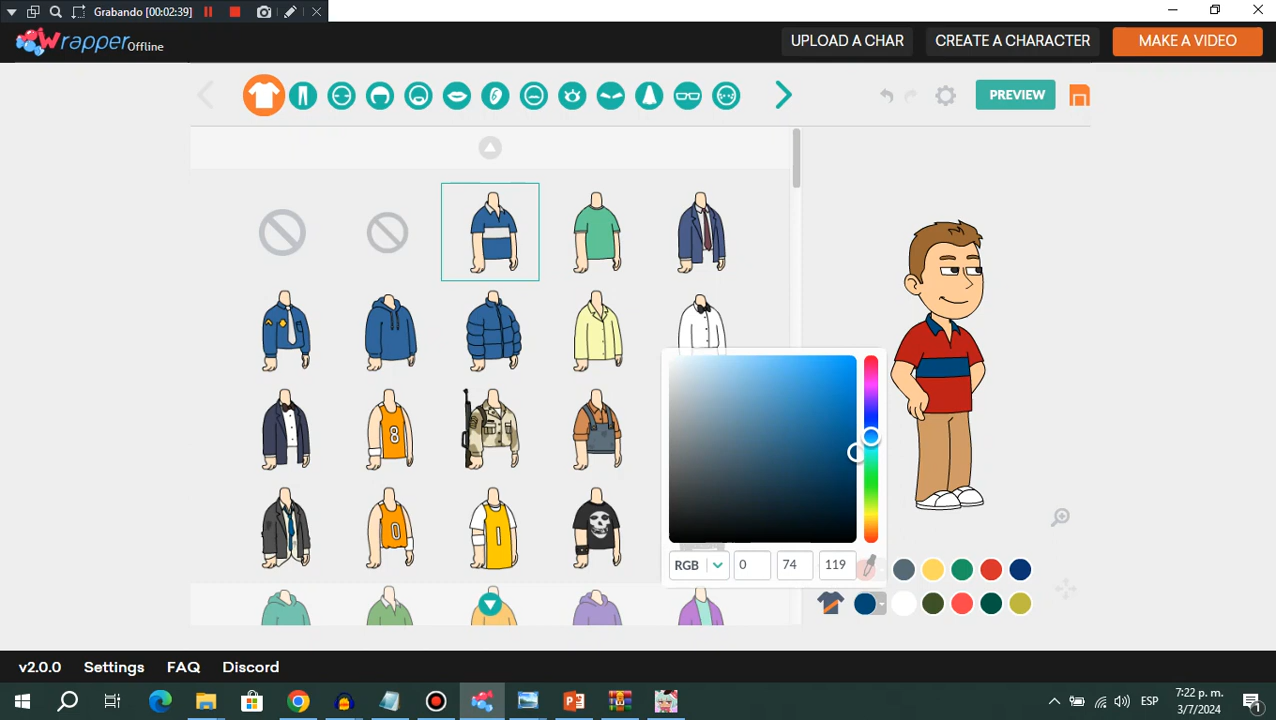 Grabando [00:02:39]
Wrapper Offline
UPLOAD A CHAR
CREATE A CHARACTER
MAKE A VIDEO
PREVIEW
8
0
1
RGB
0
74
119
v2.0.0
Settings
FAQ
Discord
ESP
7:22 p. m.
3/7/2024
1